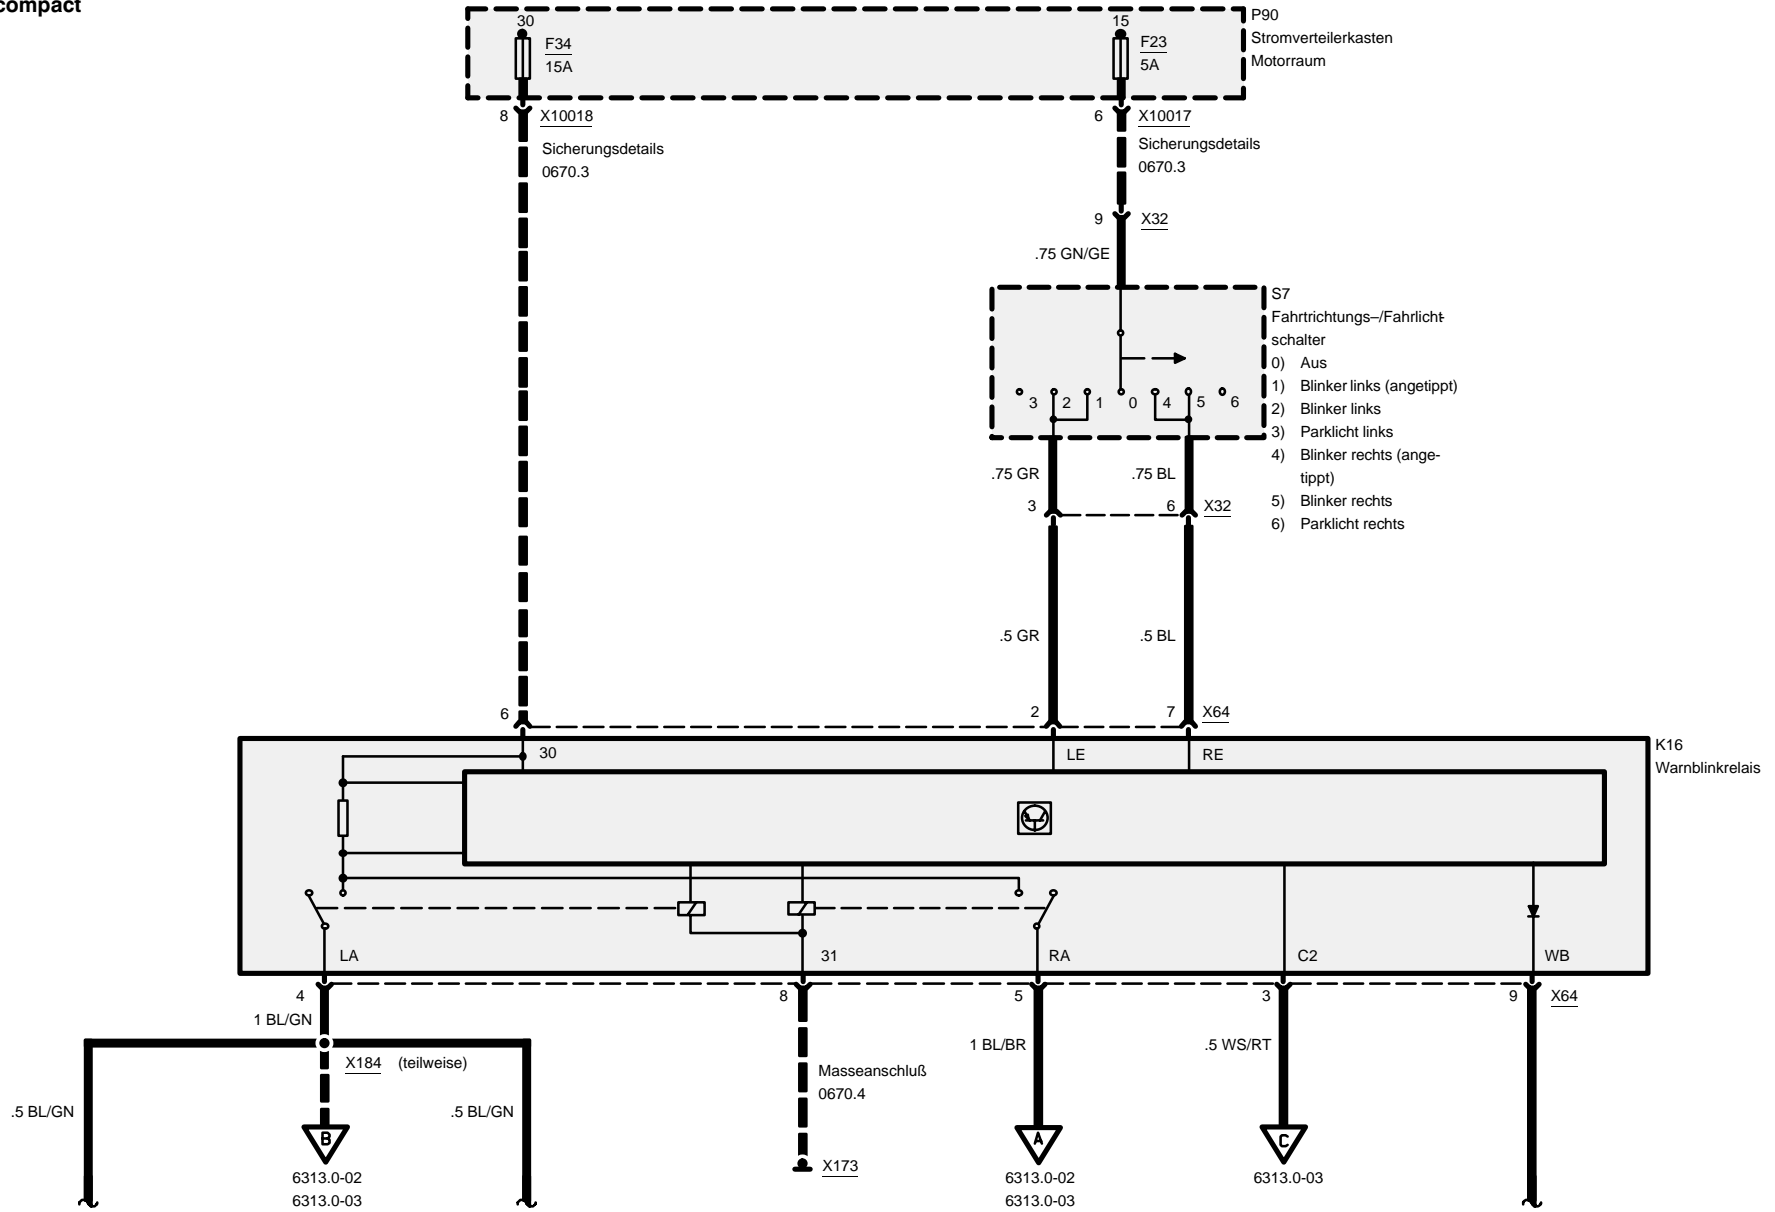 compact
30
F34
15A
15
F23
5A
P90
Stromverteilerkasten
Motorraum
8 X10018
Sicherungsdetails
0670.3
6 X10017
Sicherungsdetails
0670.3
9 X32
.75 GN/GE
S7
Fahrtrichtungs–/Fahrlicht-
schalter
0) Aus
1) Blinker links (angetippt)
2) Blinker links
3) Parklicht links
4) Blinker rechts (ange-
tippt)
5) Blinker rechts
6) Parklicht rechts
3 2 1 0 4 5 6
.75 GR .75 BL
3 6 X32
.5 GR .5 BL
6 2 7 X64
30 LE RE
K16
Warnblinkrelais
LA 31 RA C2 WB
4 8 5 3 9 X64
1 BL/GN
X184 (teilweise)
1 BL/BR .5 WS/RT
Masseanschluß
0670.4
.5 BL/GN .5 BL/GN
B A C
X173
6313.0-02
6313.0-03
6313.0-02
6313.0-03
6313.0-03